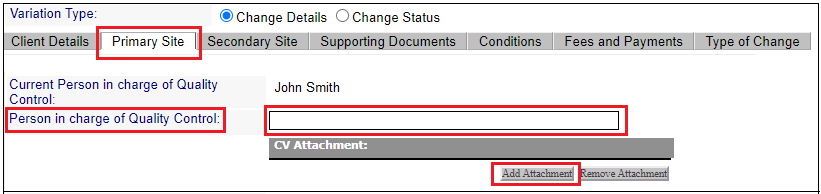 Variation Type: Change Details Change Status
Client Details Primary Site Secondary Site Supporting Documents Conditions Fees and Payments Type of Change
Current Person in charge of Quality
Control: John Smith
Person in charge of Quality Control:
CV Attachment:
Add Attachment Remove Attachment